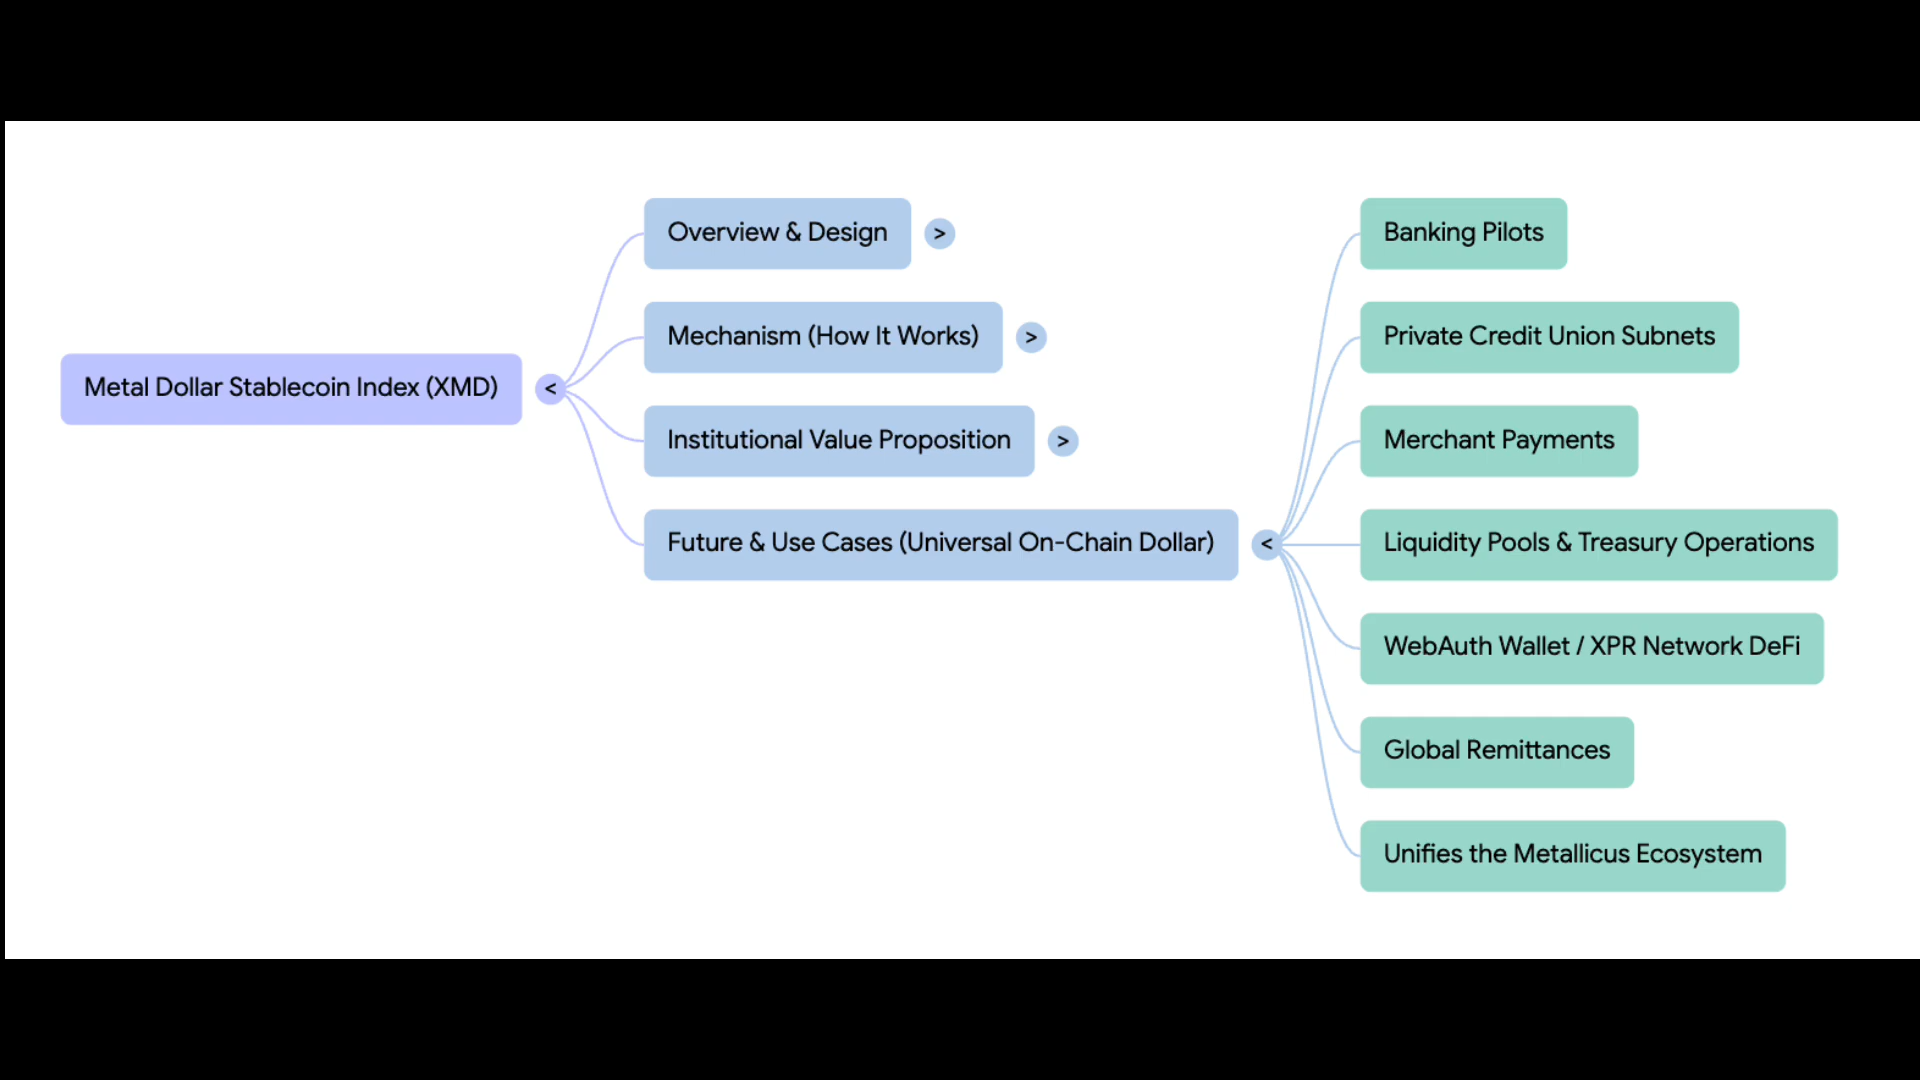 Metal Dollar Stablecoin Index (XMD)
<
Overview & Design
>
Mechanism (How It Works)
>
Institutional Value Proposition
>
Future & Use Cases (Universal On-Chain Dollar)
<
Banking Pilots
Private Credit Union Subnets
Merchant Payments
Liquidity Pools & Treasury Operations
WebAuth Wallet / XPR Network DeFi
Global Remittances
Unifies the Metallicus Ecosystem